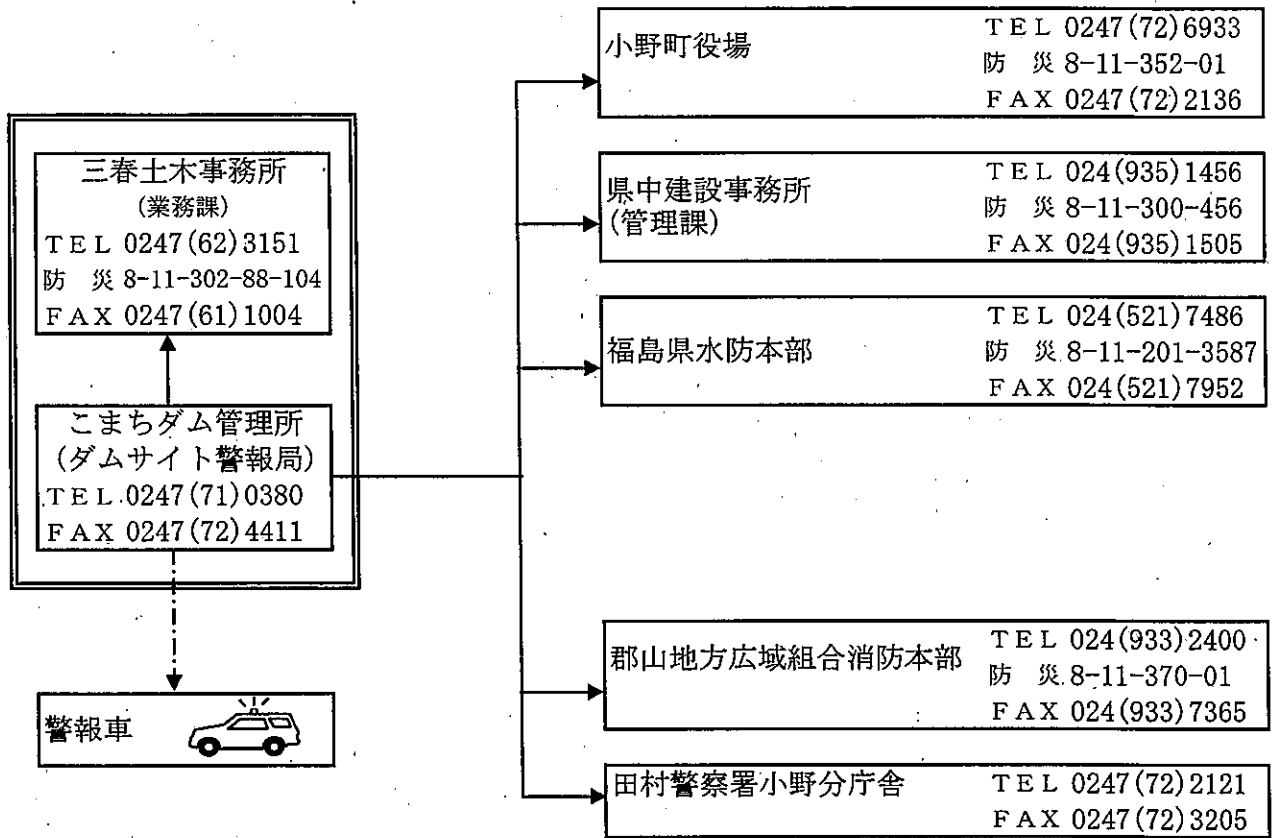 三春土木事務所
(業務課)
TEL 0247(62)3151
防 災 8-11-302-88-104
FAX 0247(61)1004
こまちダム管理所
(ダムサイト警報局)
TEL 0247(71)0380
FAX 0247(72)4411
警報車
小野町役場
TEL 0247(72)6933
防 災 8-11-352-01
FAX 0247(72)2136
県中建設事務所
(管理課)
TEL 024(935)1456
防 災 8-11-300-456
FAX 024(935)1505
福島県水防本部
TEL 024(521)7486
防 災 8-11-201-3587
FAX 024(521)7952
郡山地方広域組合消防本部
TEL 024(933)2400
防 災 8-11-370-01
FAX 024(933)7365
田村警察署小野分庁舎
TEL 0247(72)2121
FAX 0247(72)3205